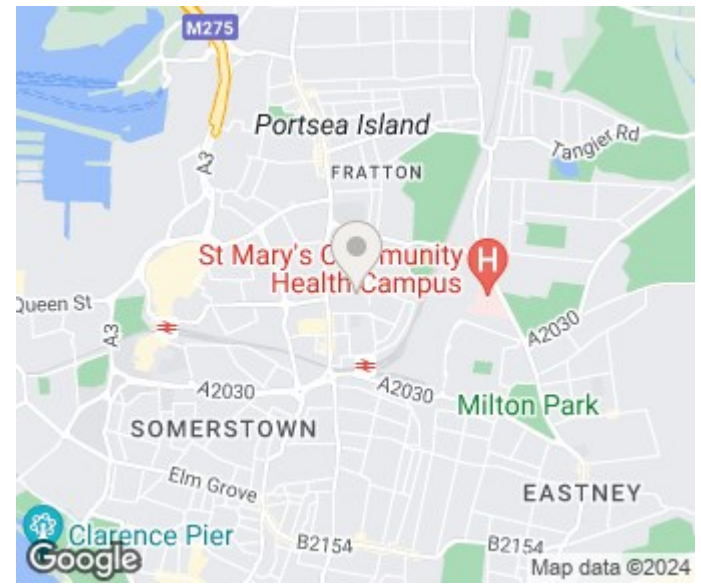 M275
Portsea Island
Tangier Rd
A3
FRATTON
St Mary's Community
Health Campus
H
Queen St
A3
A2030
A2030
A2030
Milton Park
SOMERSTOWN
Elm Grove
EASTNEY
Clarence Pier
B2154
B2154
Google
Map data ©2024